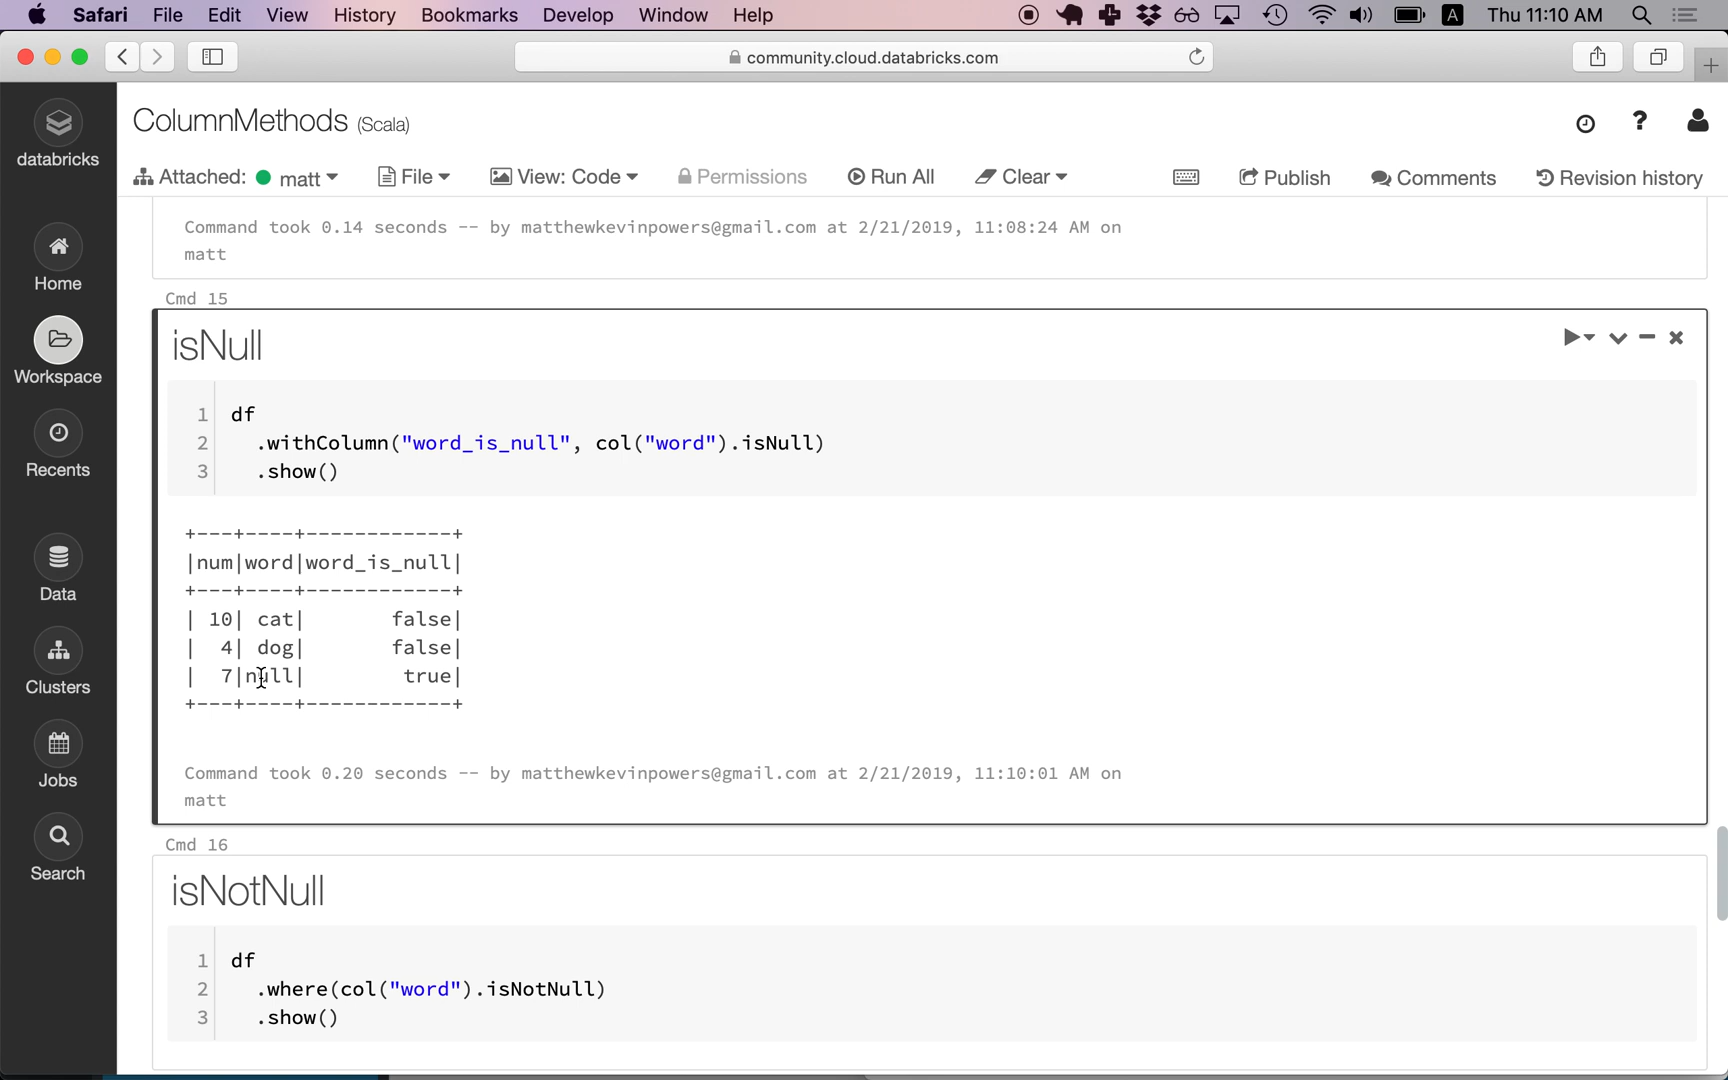 Safari File Edit View History Bookmarks Develop Window Help A Thu 11:10 AM
community.cloud.databricks.com
databricks
Home
Workspace
Recents
Data
Clusters
Jobs
Search
ColumnMethods (Scala)
?
Attached: matt File View: Code Permissions Run All Clear Publish Comments Revision history
Command took 0.14 seconds -- by matthewkevinpowers@gmail.com at 2/21/2019, 11:08:24 AM on
matt
Cmd 15
isNull
1 df
2 .withColumn("word_is_null", col("word").isNull)
3 .show()
+---+----+------------+
|num|word|word_is_null|
+---+----+------------+
| 10| cat| false|
| 4| dog| false|
| 7|null| true|
+---+----+------------+
Command took 0.20 seconds -- by matthewkevinpowers@gmail.com at 2/21/2019, 11:10:01 AM on
matt
Cmd 16
isNotNull
1 df
2 .where(col("word").isNotNull)
3 .show()